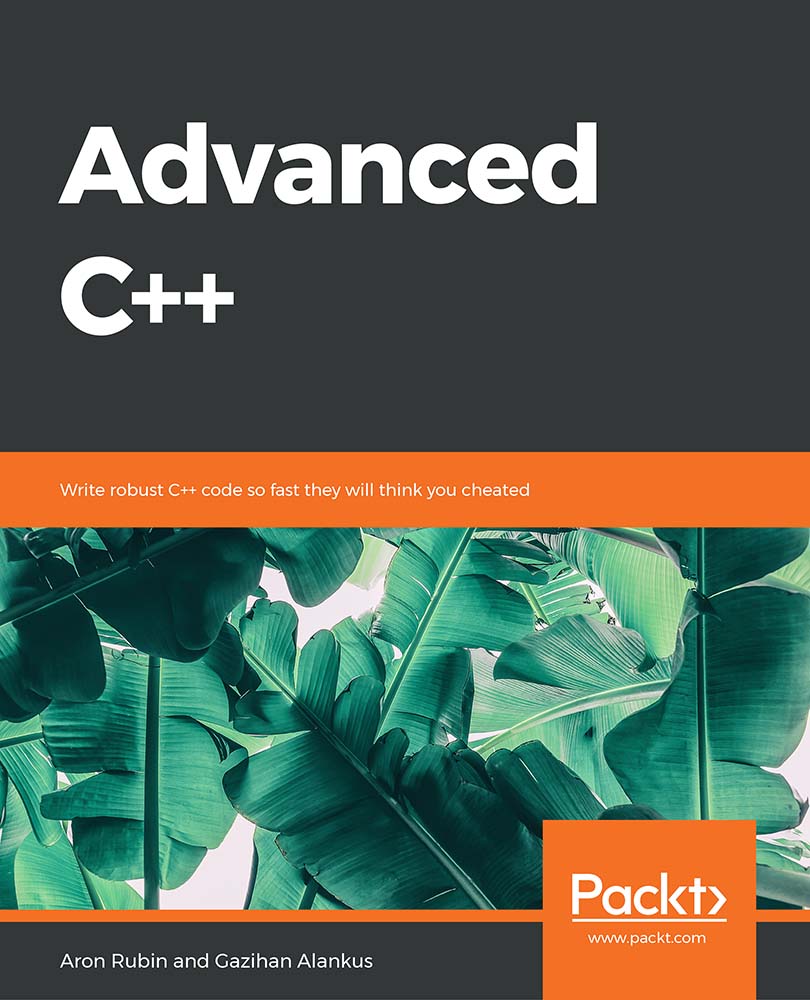 Advanced
C++
Write robust C++ code so fast they will think you cheated
Packt>
www.packt.com
Aron Rubin and Gazihan Alankus